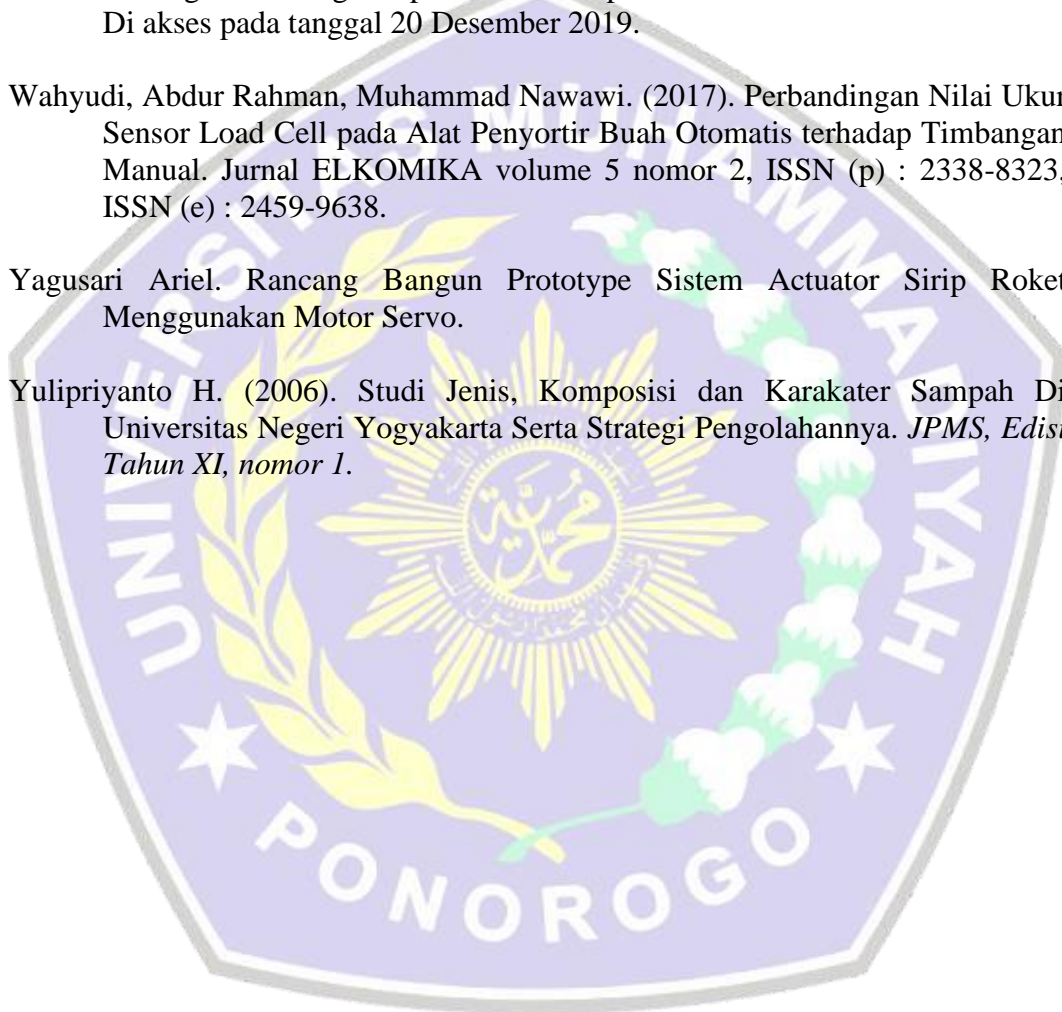 Di akses pada tanggal 20 Desember 2019.
Wahyudi, Abdur Rahman, Muhammad Nawawi. (2017). Perbandingan Nilai Ukur
Sensor Load Cell pada Alat Penyortir Buah Otomatis terhadap Timbangan
Manual. Jurnal ELKOMIKA volume 5 nomor 2, ISSN (p) : 2338-8323,
ISSN (e) : 2459-9638.
Yagusari Ariel. Rancang Bangun Prototype Sistem Actuator Sirip Roket
Menggunakan Motor Servo.
Yulipriyanto H. (2006). Studi Jenis, Komposisi dan Karakater Sampah Di
Universitas Negeri Yogyakarta Serta Strategi Pengolahannya. JPMS, Edisi
Tahun XI, nomor 1.
UNIVERSITAS MUHAMMADIYAH
محمدية
PONOROGO